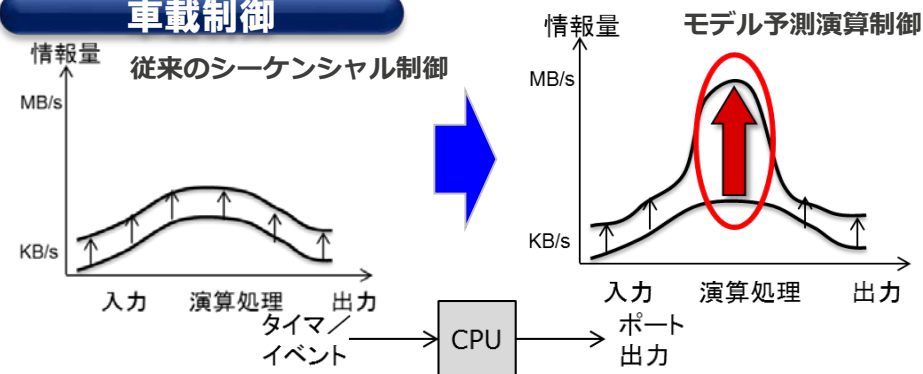 車載制御
情報量
従来のシーケンシャル制御
MB/s
KB/s
入力
演算処理
出力
情報量
モデル予測演算制御
MB/s
KB/s
入力
演算処理
出力
タイマ／
イベント
CPU
ポート
出力